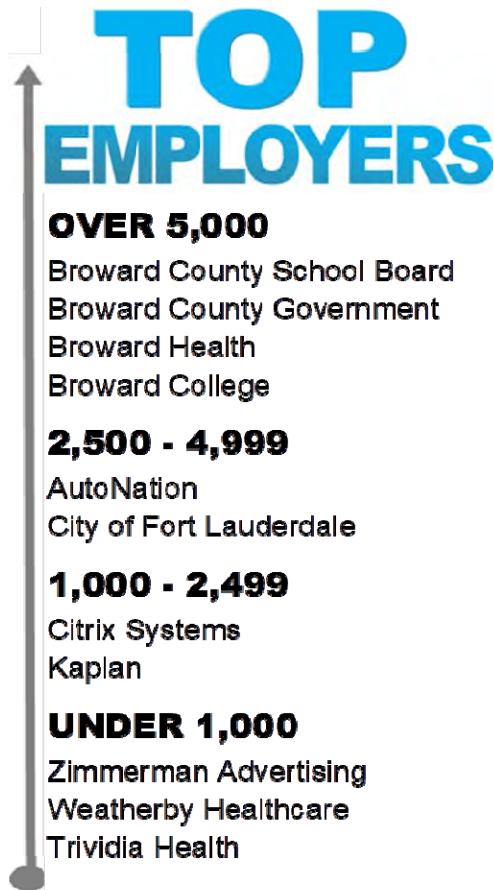 TOP
EMPLOYERS
OVER 5,000
Broward County School Board
Broward County Government
Broward Health
Broward College
2,500 - 4,999
AutoNation
City of Fort Lauderdale
1,000 - 2,499
Citrix Systems
Kaplan
UNDER 1,000
Zimmerman Advertising
Weatherby Healthcare
Trividia Health